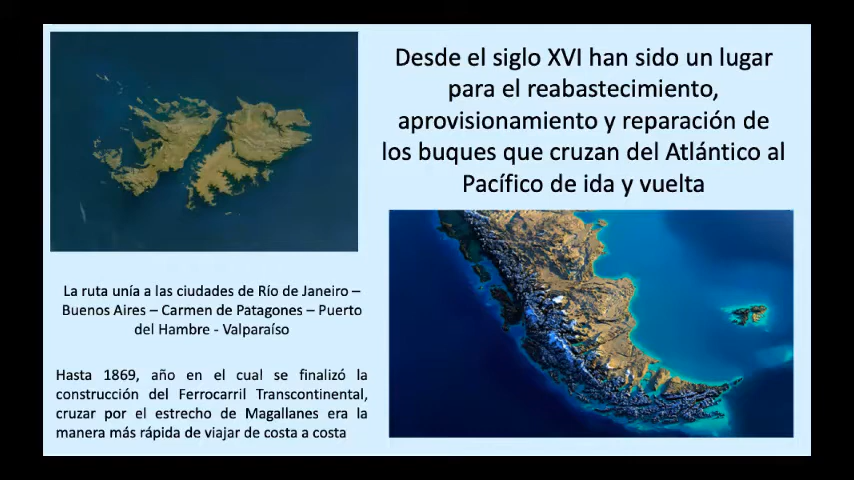 Desde el siglo XVI han sido un lugar
para el reabastecimiento,
aprovisionamiento y reparación de
los buques que cruzan del Atlántico al
Pacífico de ida y vuelta
La ruta unía a las ciudades de Río de Janeiro –
Buenos Aires – Carmen de Patagones – Puerto
del Hambre - Valparaíso
Hasta 1869, año en el cual se finalizó la
construcción del Ferrocarril Transcontinental,
cruzar por el estrecho de Magallanes era la
manera más rápida de viajar de costa a costa